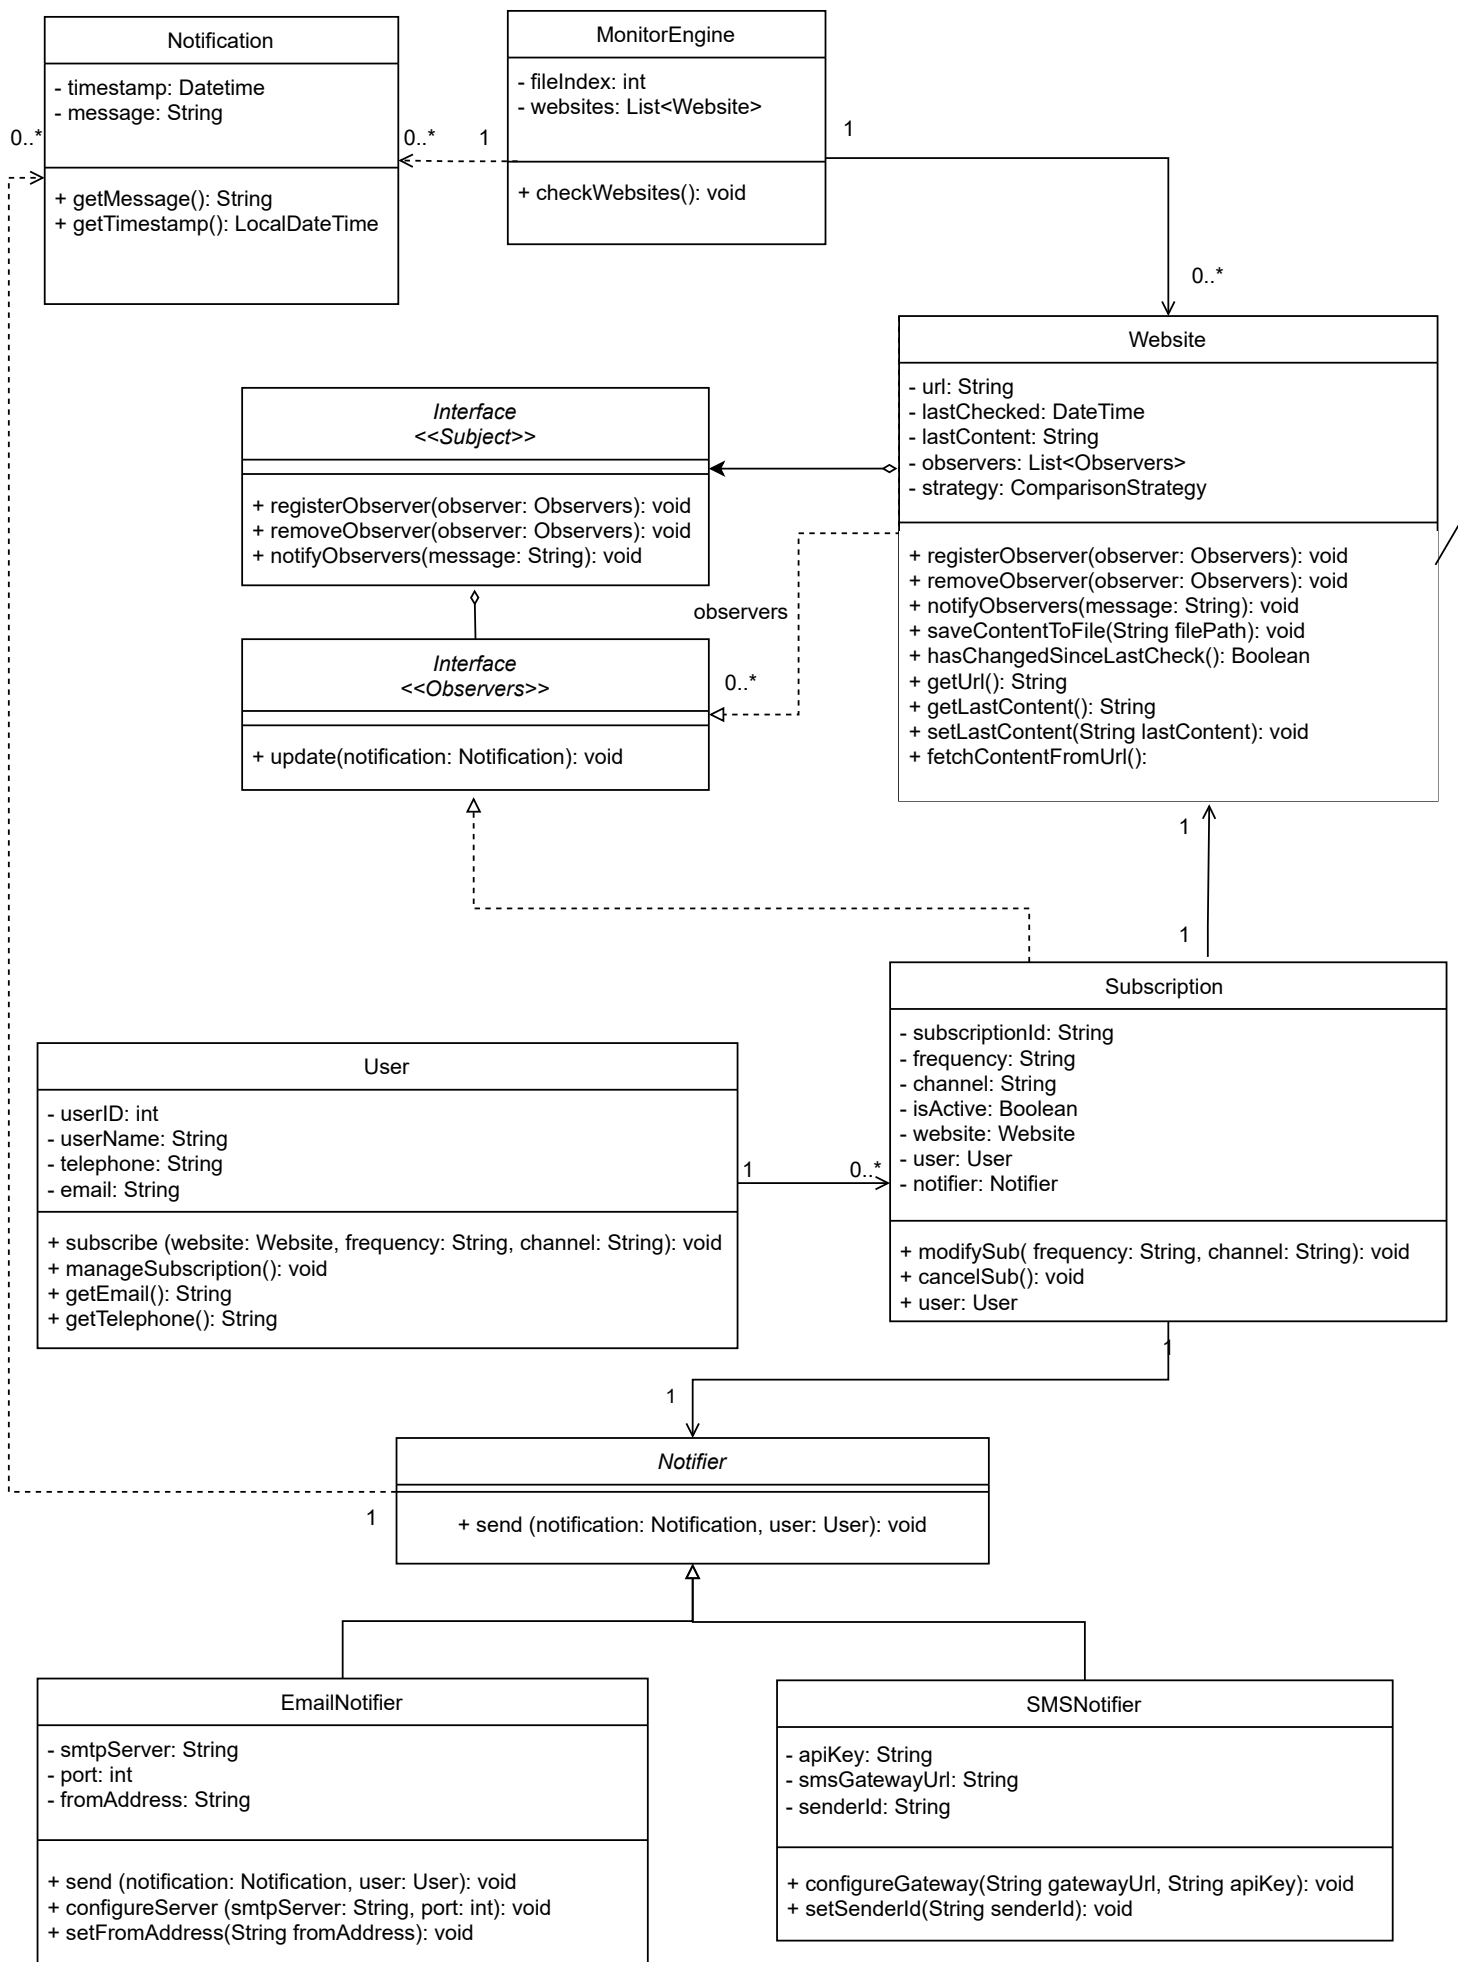 Notification
- timestamp: Datetime
- message: String
+ getMessage(): String
+ getTimestamp(): LocalDateTime
0..*
0..*
1
MonitorEngine
- fileIndex: int
- websites: List<Website>
+ checkWebsites(): void
1
0..*
Website
- url: String
- lastChecked: DateTime
- lastContent: String
- observers: List<Observers>
- strategy: ComparisonStrategy
+ registerObserver(observer: Observers): void
+ removeObserver(observer: Observers): void
+ notifyObservers(message: String): void
+ saveContentToFile(String filePath): void
+ hasChangedSinceLastCheck(): Boolean
+ getUrl(): String
+ getLastContent(): String
+ setLastContent(String lastContent): void
+ fetchContentFromUrl():
Interface
<<Subject>>
+ registerObserver(observer: Observers): void
+ removeObserver(observer: Observers): void
+ notifyObservers(message: String): void
observers
0..*
Interface
<<Observers>>
+ update(notification: Notification): void
1
1
Subscription
- subscriptionId: String
- frequency: String
- channel: String
- isActive: Boolean
- website: Website
- user: User
- notifier: Notifier
+ modifySub( frequency: String, channel: String): void
+ cancelSub(): void
+ user: User
User
- userID: int
- userName: String
- telephone: String
- email: String
+ subscribe (website: Website, frequency: String, channel: String): void
+ manageSubscription(): void
+ getEmail(): String
+ getTelephone(): String
1
0..*
1
1
Notifier
+ send (notification: Notification, user: User): void
1
EmailNotifier
- smtpServer: String
- port: int
- fromAddress: String
+ send (notification: Notification, user: User): void
+ configureServer (smtpServer: String, port: int): void
+ setFromAddress(String fromAddress): void
SMSNotifier
- apiKey: String
- smsGatewayUrl: String
- senderId: String
+ configureGateway(String gatewayUrl, String apiKey): void
+ setSenderId(String senderId): void